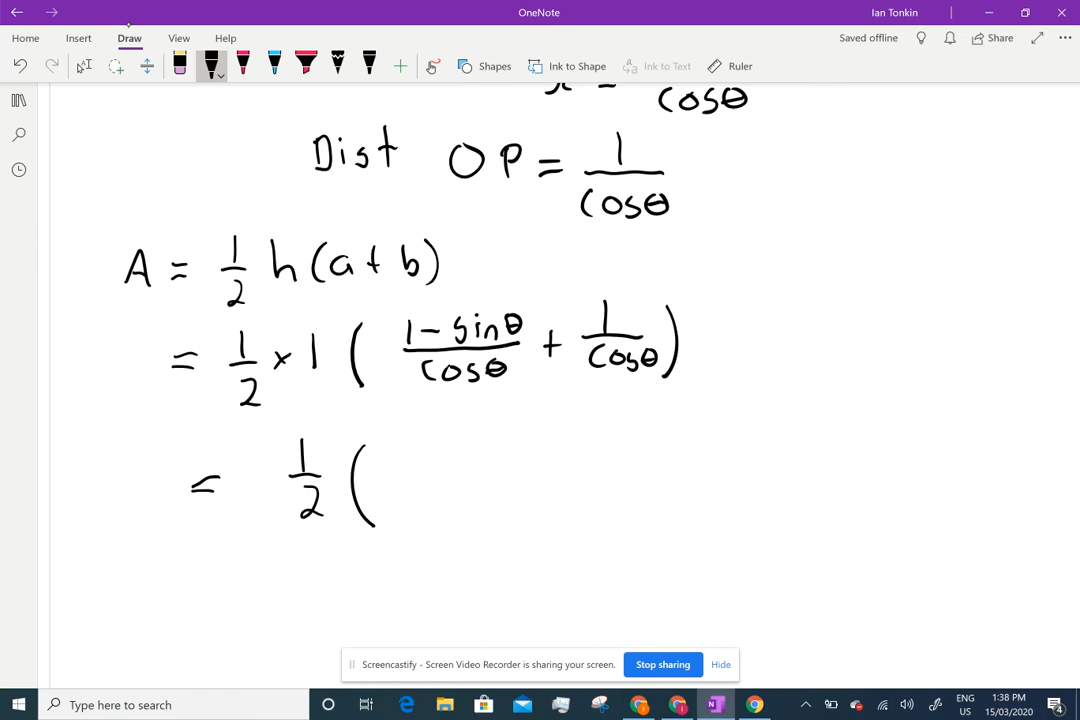 OneNote
Ian Tonkin
Home Insert Draw View Help
Saved offline
Share
Shapes
Ink to Shape
Ink to Text
Ruler
cosθ
Dist OP = 1/cosθ
A = 1/2 h(a + b)
= 1/2 × 1 ( (1 - sinθ)/cosθ + 1/cosθ )
= 1/2 (
Screencastify - Screen Video Recorder is sharing your screen.
Stop sharing
Hide
Type here to search
ENG
US
1:38 PM
15/03/2020
4